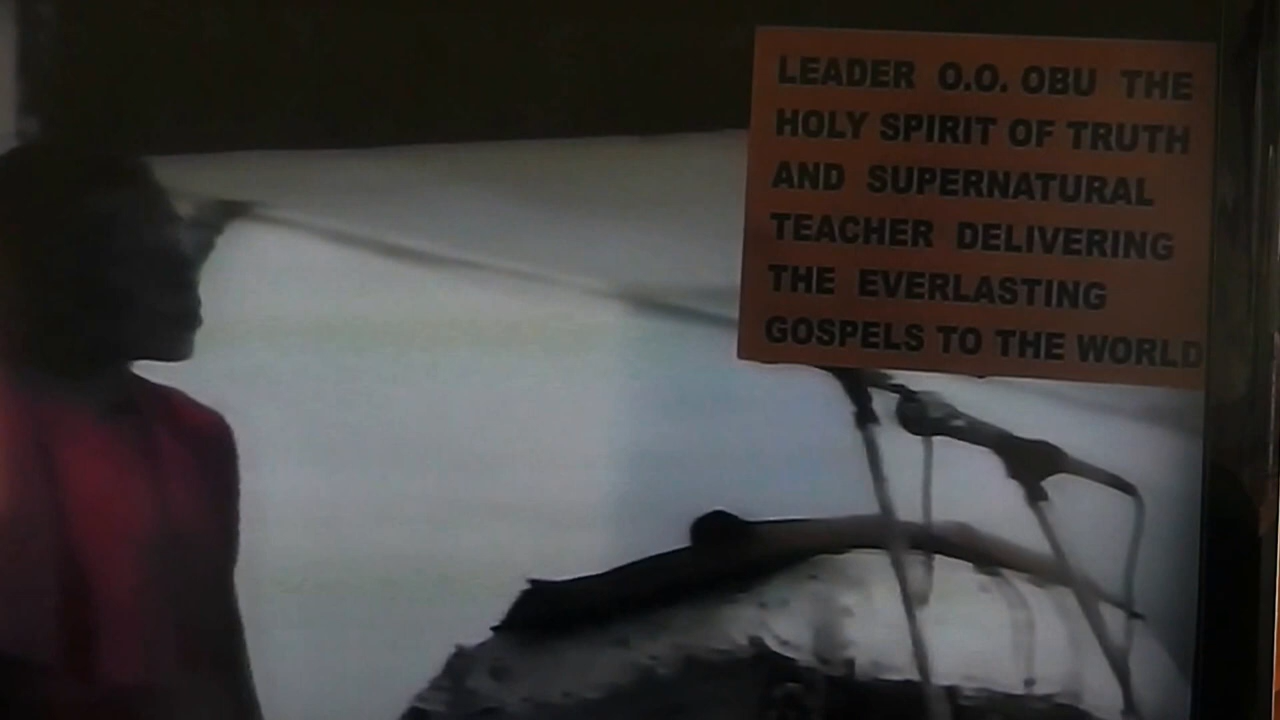 LEADER O.O. OBU THE
HOLY SPIRIT OF TRUTH
AND SUPERNATURAL
TEACHER DELIVERING
THE EVERLASTING
GOSPELS TO THE WORLD